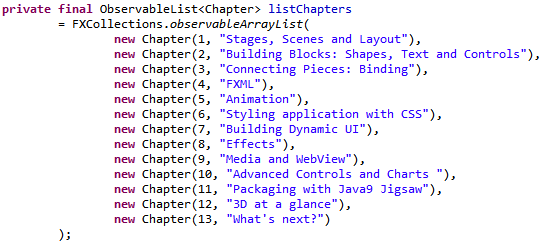 private final ObservableList<Chapter> listChapters
= FXCollections.observableArrayList(
new Chapter(1, "Stages, Scenes and Layout"),
new Chapter(2, "Building Blocks: Shapes, Text and Controls"),
new Chapter(3, "Connecting Pieces: Binding"),
new Chapter(4, "FXML"),
new Chapter(5, "Animation"),
new Chapter(6, "Styling application with CSS"),
new Chapter(7, "Building Dynamic UI"),
new Chapter(8, "Effects"),
new Chapter(9, "Media and WebView"),
new Chapter(10, "Advanced Controls and Charts "),
new Chapter(11, "Packaging with Java9 Jigsaw"),
new Chapter(12, "3D at a glance"),
new Chapter(13, "What's next?")
);